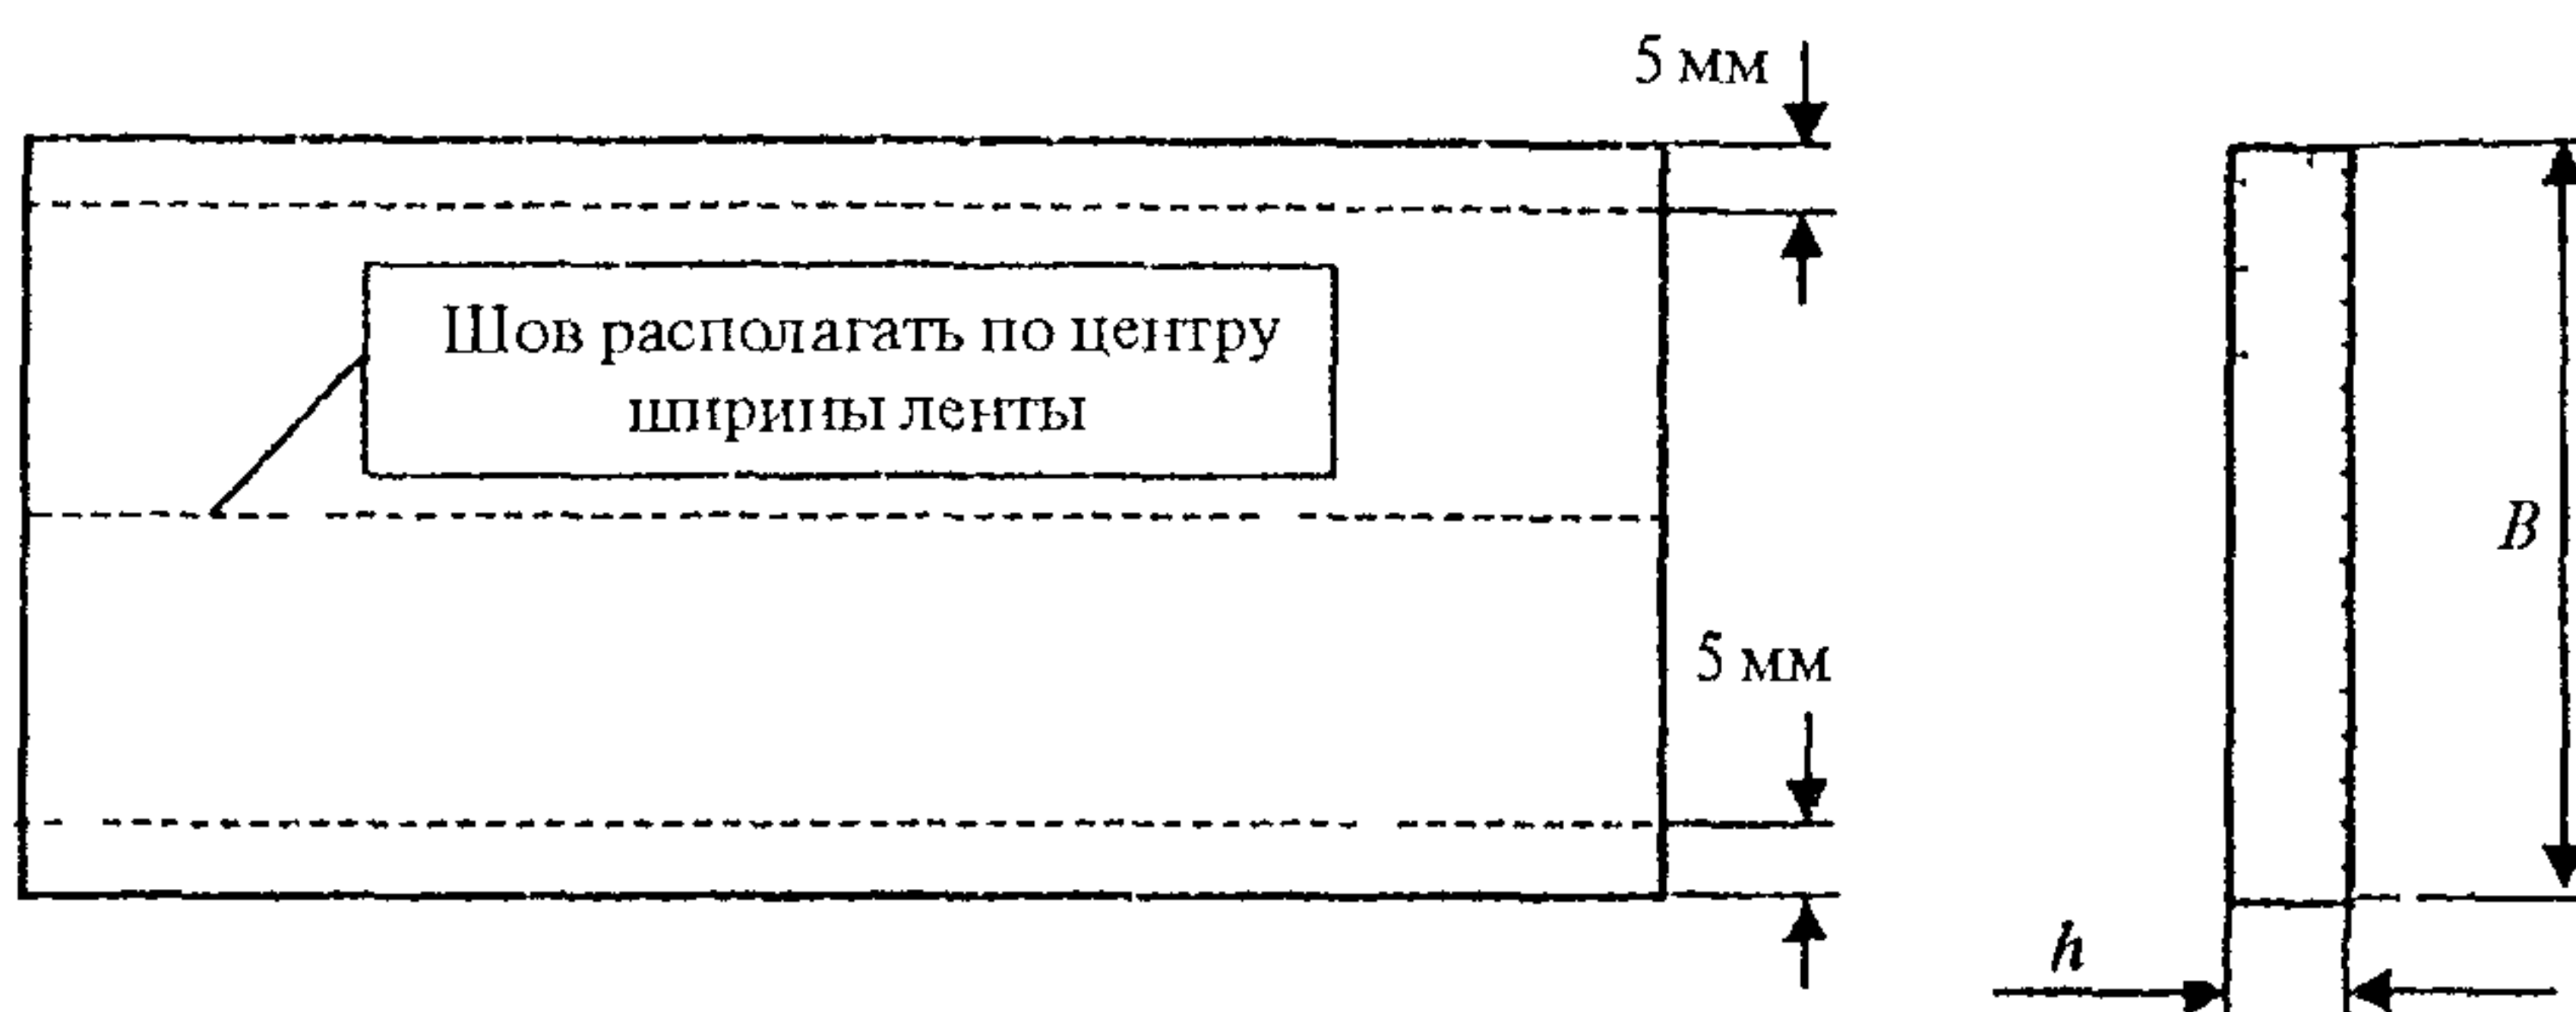 5 мм
Шов располагать по центру
ширины ленты
B
5 мм
h